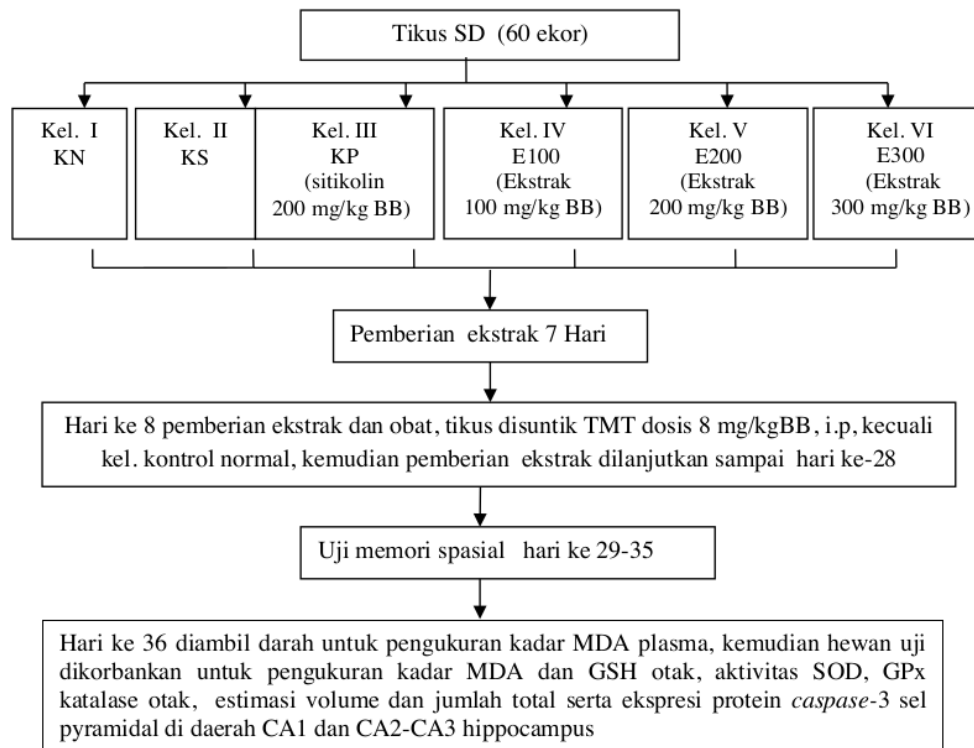 Tikus SD (60 ekor)
Kel. I
KN
Kel. II
KS
Kel. III
KP
(sitikolin
200 mg/kg BB)
Kel. IV
E100
(Ekstrak
100 mg/kg BB)
Kel. V
E200
(Ekstrak
200 mg/kg BB)
Kel. VI
E300
(Ekstrak
300 mg/kg BB)
Pemberian ekstrak 7 Hari
Hari ke 8 pemberian ekstrak dan obat, tikus disuntik TMT dosis 8 mg/kgBB, i.p, kecuali
kel. kontrol normal, kemudian pemberian ekstrak dilanjutkan sampai hari ke-28
Uji memori spasial hari ke 29-35
Hari ke 36 diambil darah untuk pengukuran kadar MDA plasma, kemudian hewan uji
dikorbankan untuk pengukuran kadar MDA dan GSH otak, aktivitas SOD, GPx
katalase otak, estimasi volume dan jumlah total serta ekspresi protein caspase-3 sel
pyramidal di daerah CA1 dan CA2-CA3 hippocampus